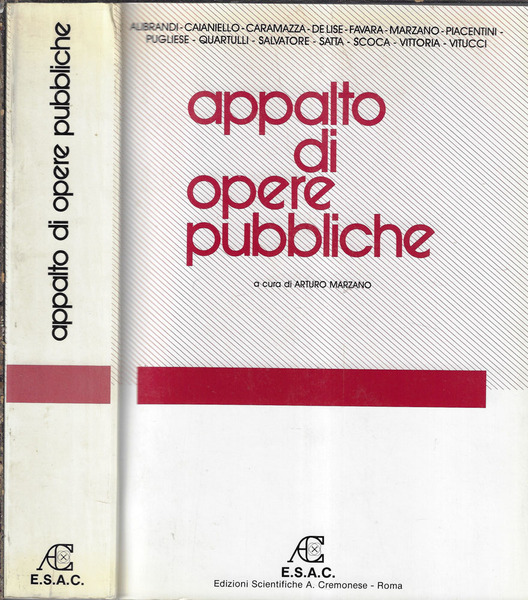 appalto di opere pubbliche
E.S.A.C.
ALIBRANDI - CAIANIELLO - CARAMAZZA - DE LISE - FAVARA - MARZANO - PIACENTINI -
PUGLIESE - QUARTULLI - SALVATORE - SATTA - SCOCA - VITTORIA - VITUCCI
appalto
di
opere
pubbliche
a cura di ARTURO MARZANO
E.S.A.C.
Edizioni Scientifiche A. Cremonese - Roma